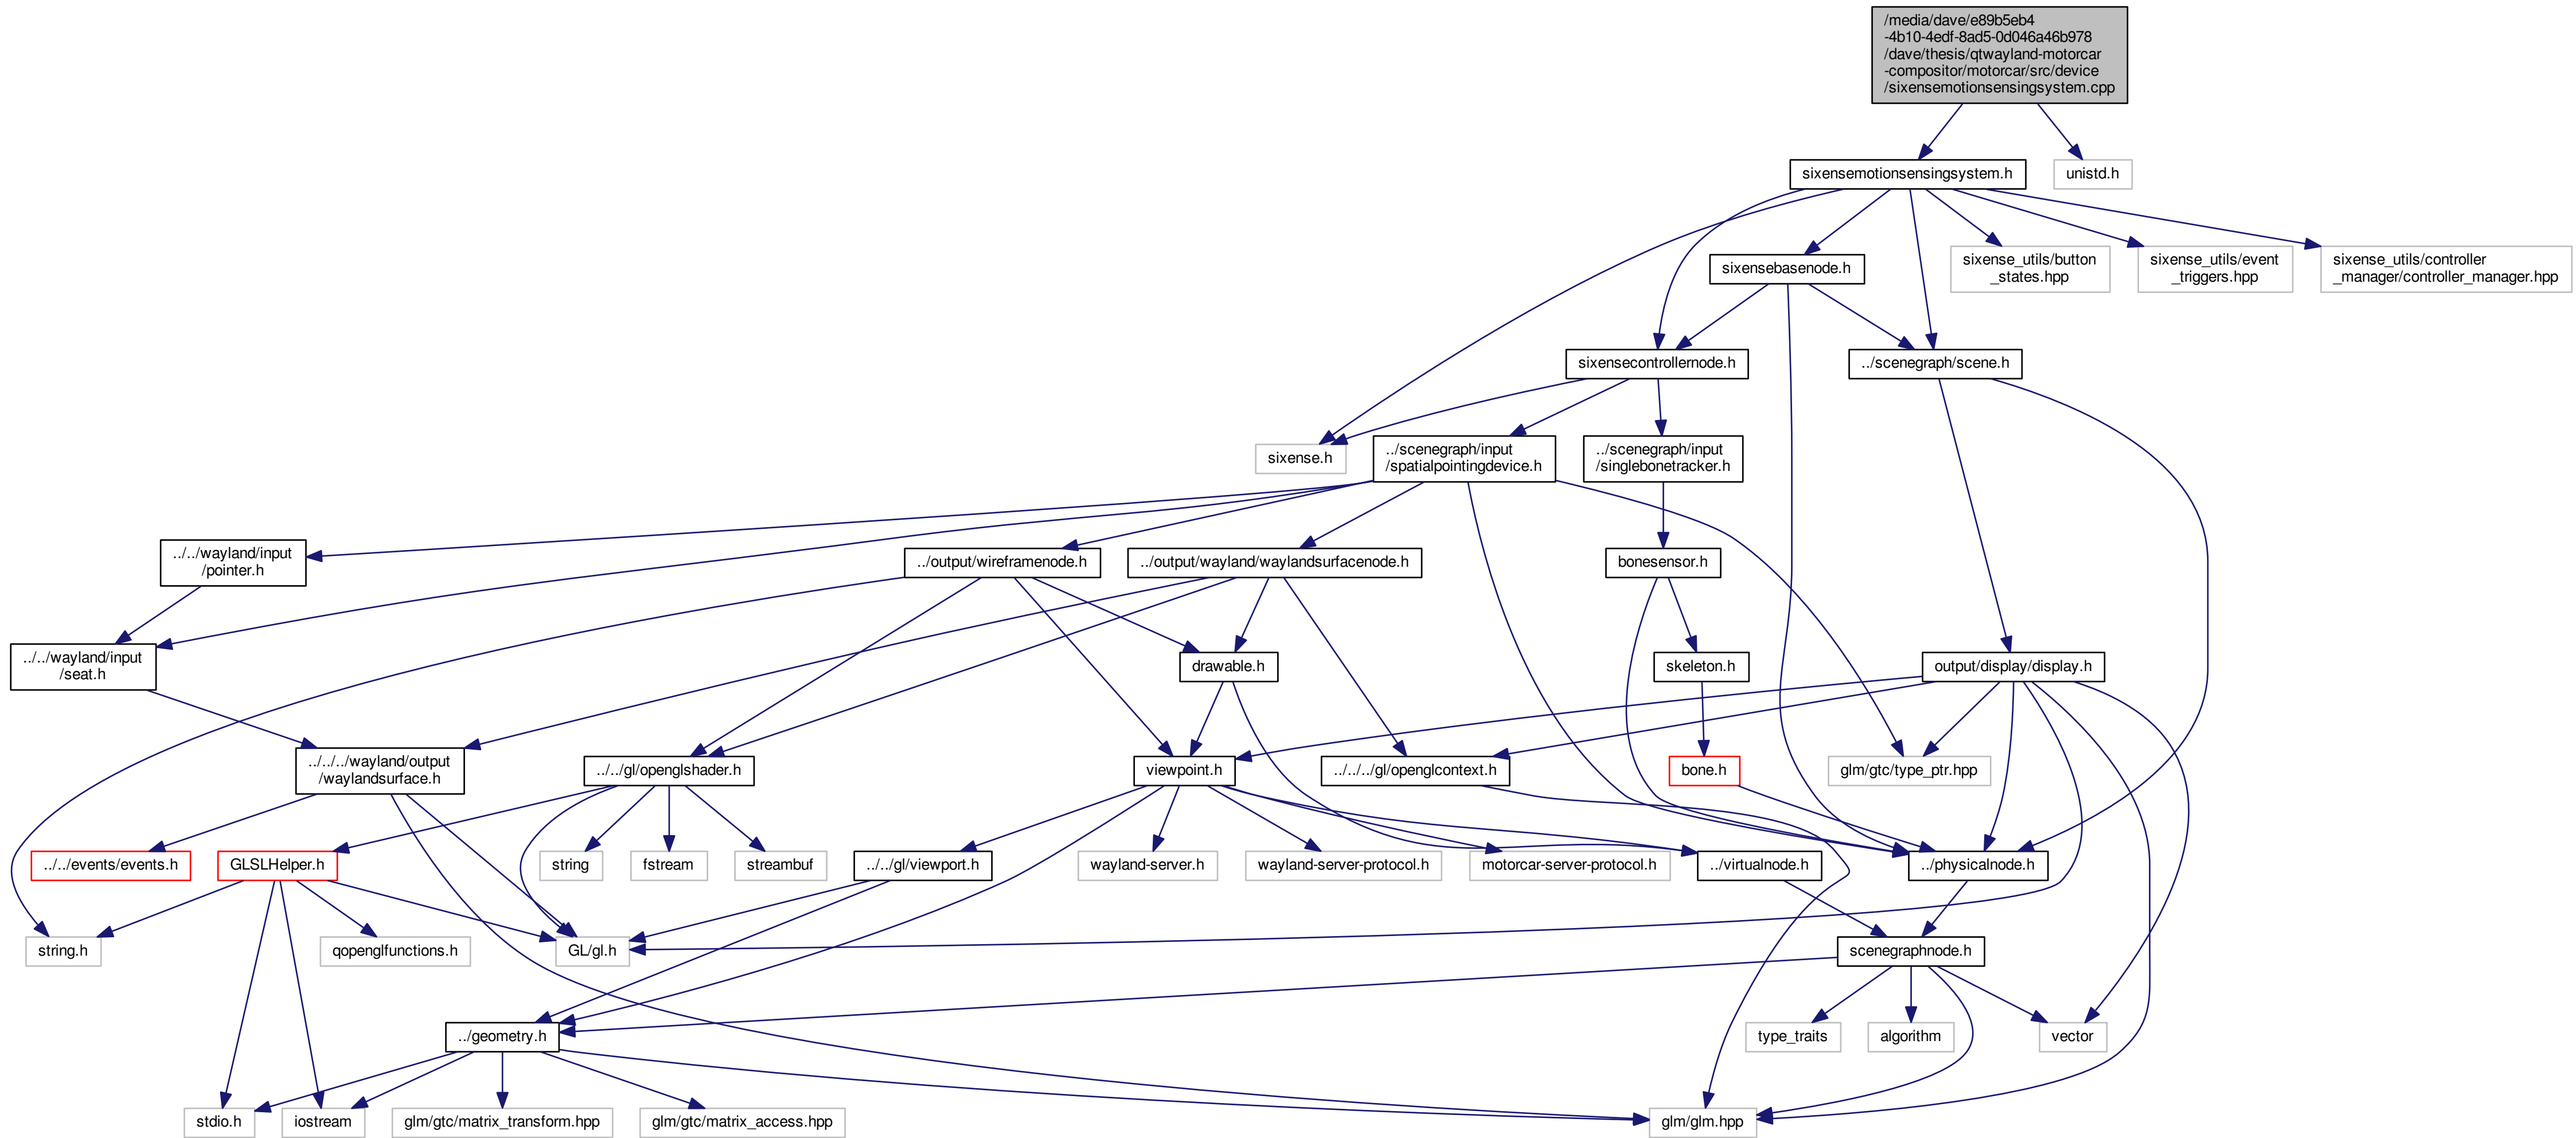 /media/dave/e89b5eb4
-4b10-4edf-8ad5-0d046a46b978
/dave/thesis/qtwayland-motorcar
-compositor/motorcar/src/device
/sixensemotionsensingsystem.cpp
sixensemotionsensingsystem.h
unistd.h
sixensebasenode.h
sixense_utils/button
_states.hpp
sixense_utils/event
_triggers.hpp
sixense_utils/controller
_manager/controller_manager.hpp
sixensecontrollernode.h
../scenegraph/scene.h
sixense.h
../scenegraph/input
/spatialpointingdevice.h
../scenegraph/input
/singlebonetracker.h
../../wayland/input
/pointer.h
../output/wireframenode.h
../output/wayland/waylandsurfacenode.h
bonesensor.h
../../wayland/input
/seat.h
drawable.h
skeleton.h
output/display/display.h
../../../wayland/output
/waylandsurface.h
../../gl/openglshader.h
viewpoint.h
../../../gl/openglcontext.h
bone.h
glm/gtc/type_ptr.hpp
../../events/events.h
GLSLHelper.h
string
fstream
streambuf
../../gl/viewport.h
wayland-server.h
wayland-server-protocol.h
motorcar-server-protocol.h
../virtualnode.h
../physicalnode.h
string.h
qopenglfunctions.h
GL/gl.h
scenegraphnode.h
../geometry.h
type_traits
algorithm
vector
stdio.h
iostream
glm/gtc/matrix_transform.hpp
glm/gtc/matrix_access.hpp
glm/glm.hpp